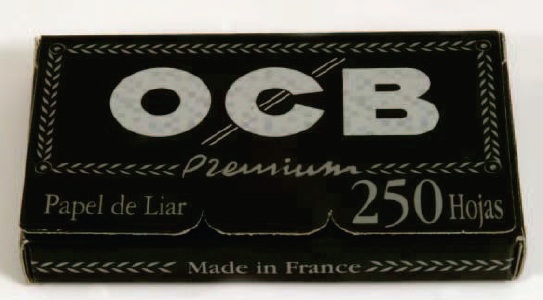 OCB
Premium
Papel de Liar 250 Hojas
Made in France